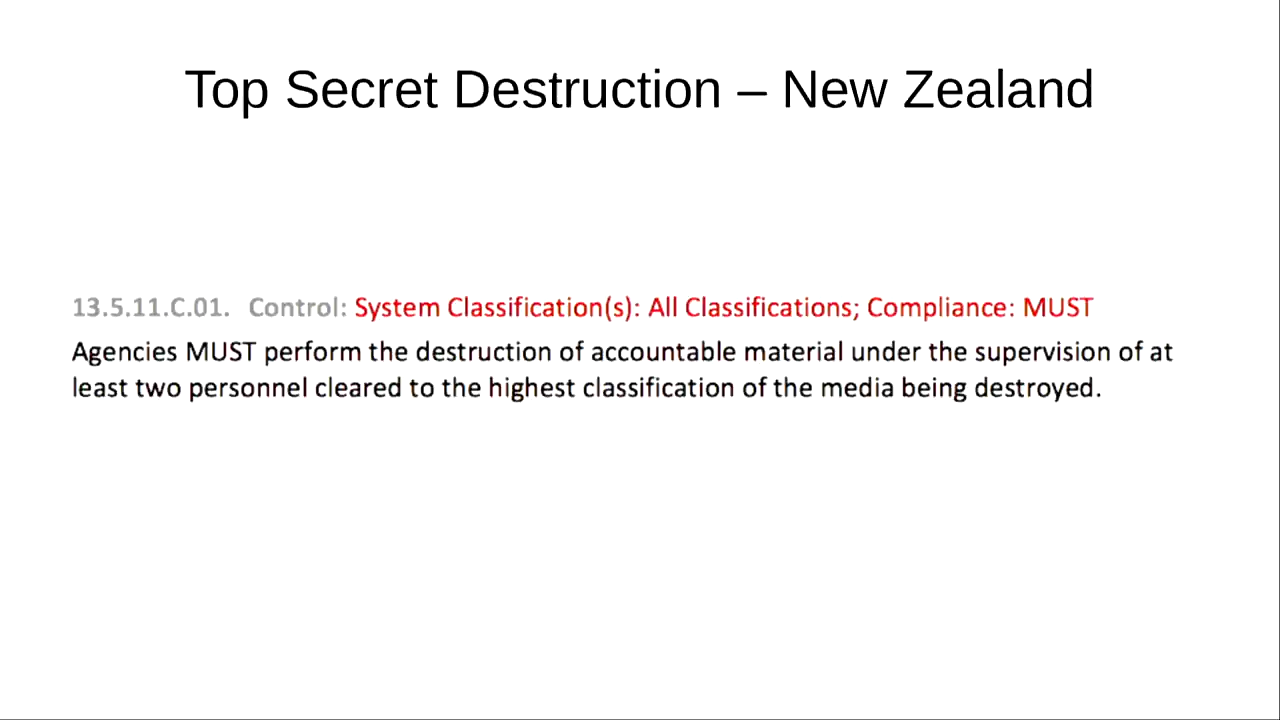 Top Secret Destruction – New Zealand
13.5.11.C.01. Control: System Classification(s): All Classifications; Compliance: MUST
Agencies MUST perform the destruction of accountable material under the supervision of at
least two personnel cleared to the highest classification of the media being destroyed.